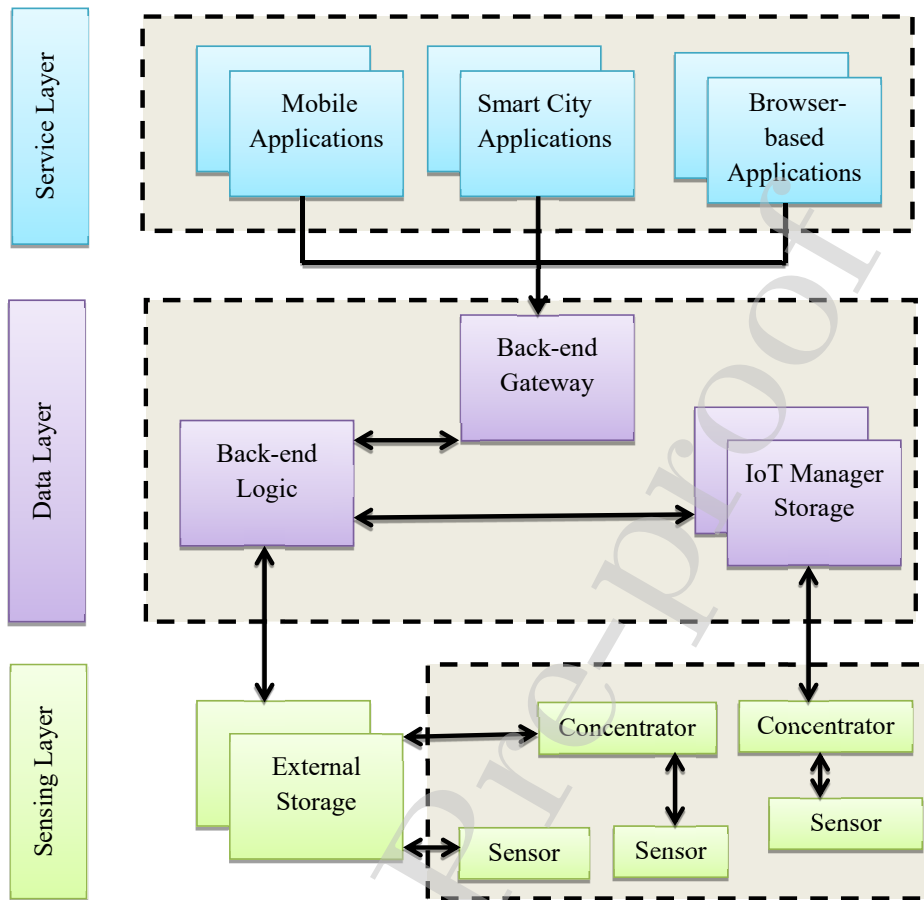 Service Layer
Mobile
Applications
Smart City
Applications
Browser-
based
Applications
Data Layer
Back-end
Gateway
Back-end
Logic
IoT Manager
Storage
Sensing Layer
External
Storage
Concentrator
Concentrator
Sensor
Sensor
Sensor
Pre-proof